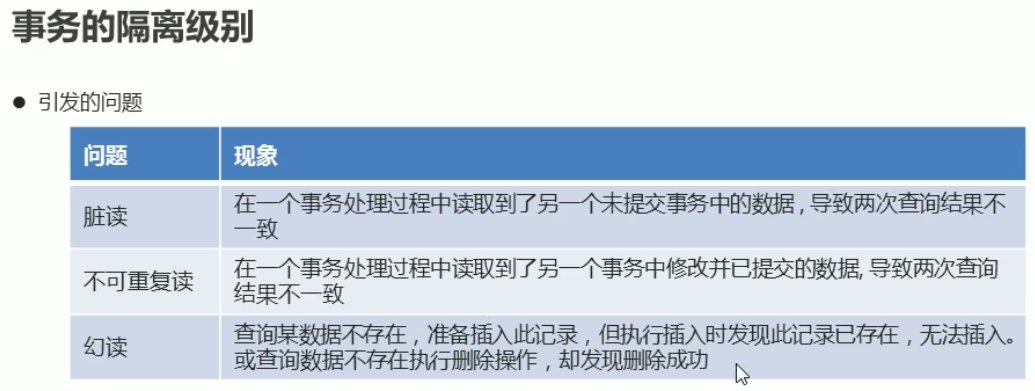 事务的隔离级别
● 引发的问题
问题 现象
脏读 在一个事务处理过程中读取到了另一个未提交事务中的数据,导致两次查询结果不
一致
不可重复读 在一个事务处理过程中读取到了另一个事务中修改并已提交的数据,导致两次查询
结果不一致
幻读 查询某数据不存在，准备插入此记录，但执行插入时发现此记录已存在，无法插入。
或查询数据不存在执行删除操作，却发现删除成功